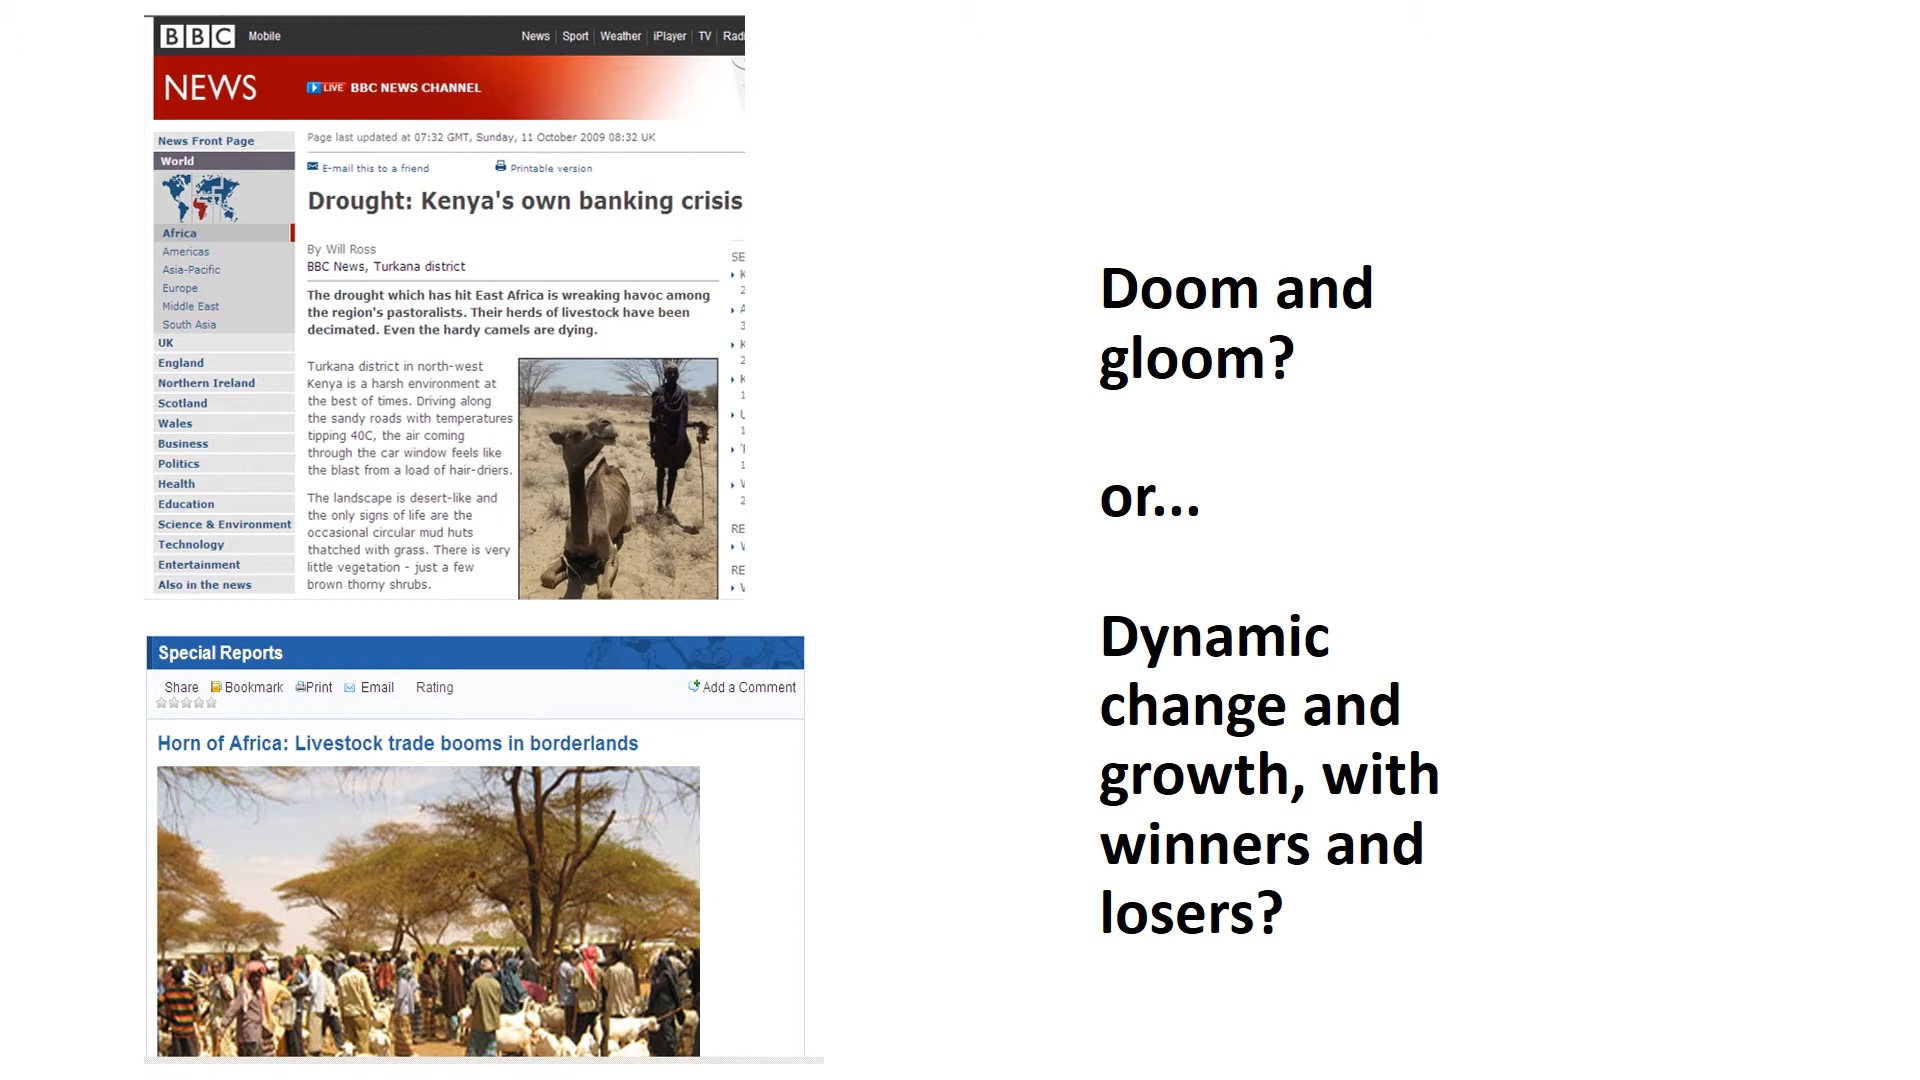 BBC Mobile News Sport Weather iPlayer TV
NEWS LIVE BBC NEWS CHANNEL
News Front Page
World
Africa
Americas
Asia-Pacific
Europe
Middle East
South Asia
UK
England
Northern Ireland
Scotland
Wales
Business
Politics
Health
Education
Science & Environment
Technology
Entertainment
Also in the news
Page last updated at 07:32 GMT, Sunday, 11 October 2009 08:32 UK
E-mail this to a friend Printable version
Drought: Kenya's own banking crisis
By Will Ross
BBC News, Turkana district
The drought which has hit East Africa is wreaking havoc among
the region's pastoralists. Their herds of livestock have been
decimated. Even the hardy camels are dying.
Turkana district in north-west
Kenya is a harsh environment at
the best of times. Driving along
the sandy roads with temperatures
tipping 40C, the air coming
through the car window feels like
the blast from a load of hair-driers.
The landscape is desert-like and
the only signs of life are the
occasional circular mud huts
thatched with grass. There is very
little vegetation - just a few
brown thorny shrubs.
Special Reports
Share Bookmark Print Email Rating Add a Comment
Horn of Africa: Livestock trade booms in borderlands
Doom and
gloom?
or...
Dynamic
change and
growth, with
winners and
losers?